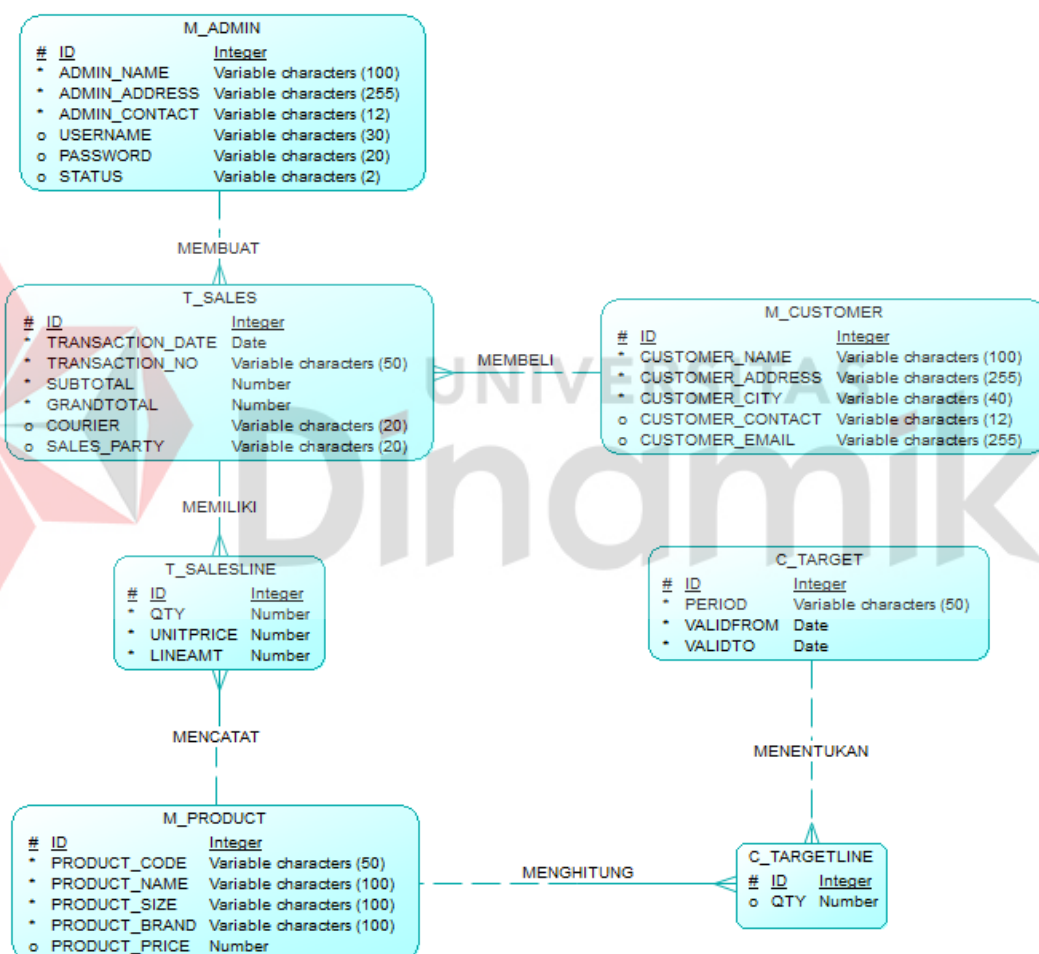 M_ADMIN
# ID Integer
* ADMIN_NAME Variable characters (100)
* ADMIN_ADDRESS Variable characters (255)
* ADMIN_CONTACT Variable characters (12)
o USERNAME Variable characters (30)
o PASSWORD Variable characters (20)
o STATUS Variable characters (2)
MEMBUAT
T_SALES
# ID Integer
* TRANSACTION_DATE Date
* TRANSACTION_NO Variable characters (50)
* SUBTOTAL Number
* GRANDTOTAL Number
o COURIER Variable characters (20)
o SALES_PARTY Variable characters (20)
MEMBELI
M_CUSTOMER
# ID Integer
* CUSTOMER_NAME Variable characters (100)
* CUSTOMER_ADDRESS Variable characters (255)
* CUSTOMER_CITY Variable characters (40)
o CUSTOMER_CONTACT Variable characters (12)
o CUSTOMER_EMAIL Variable characters (255)
UNIVERSITAS
Dinamik
MEMILIKI
T_SALESLINE
# ID Integer
* QTY Number
* UNITPRICE Number
* LINEAMT Number
C_TARGET
# ID Integer
* PERIOD Variable characters (50)
* VALIDFROM Date
* VALIDTO Date
MENCATAT
MENENTUKAN
M_PRODUCT
# ID Integer
* PRODUCT_CODE Variable characters (50)
* PRODUCT_NAME Variable characters (100)
* PRODUCT_SIZE Variable characters (100)
* PRODUCT_BRAND Variable characters (100)
o PRODUCT_PRICE Number
MENGHITUNG
C_TARGETLINE
# ID Integer
o QTY Number